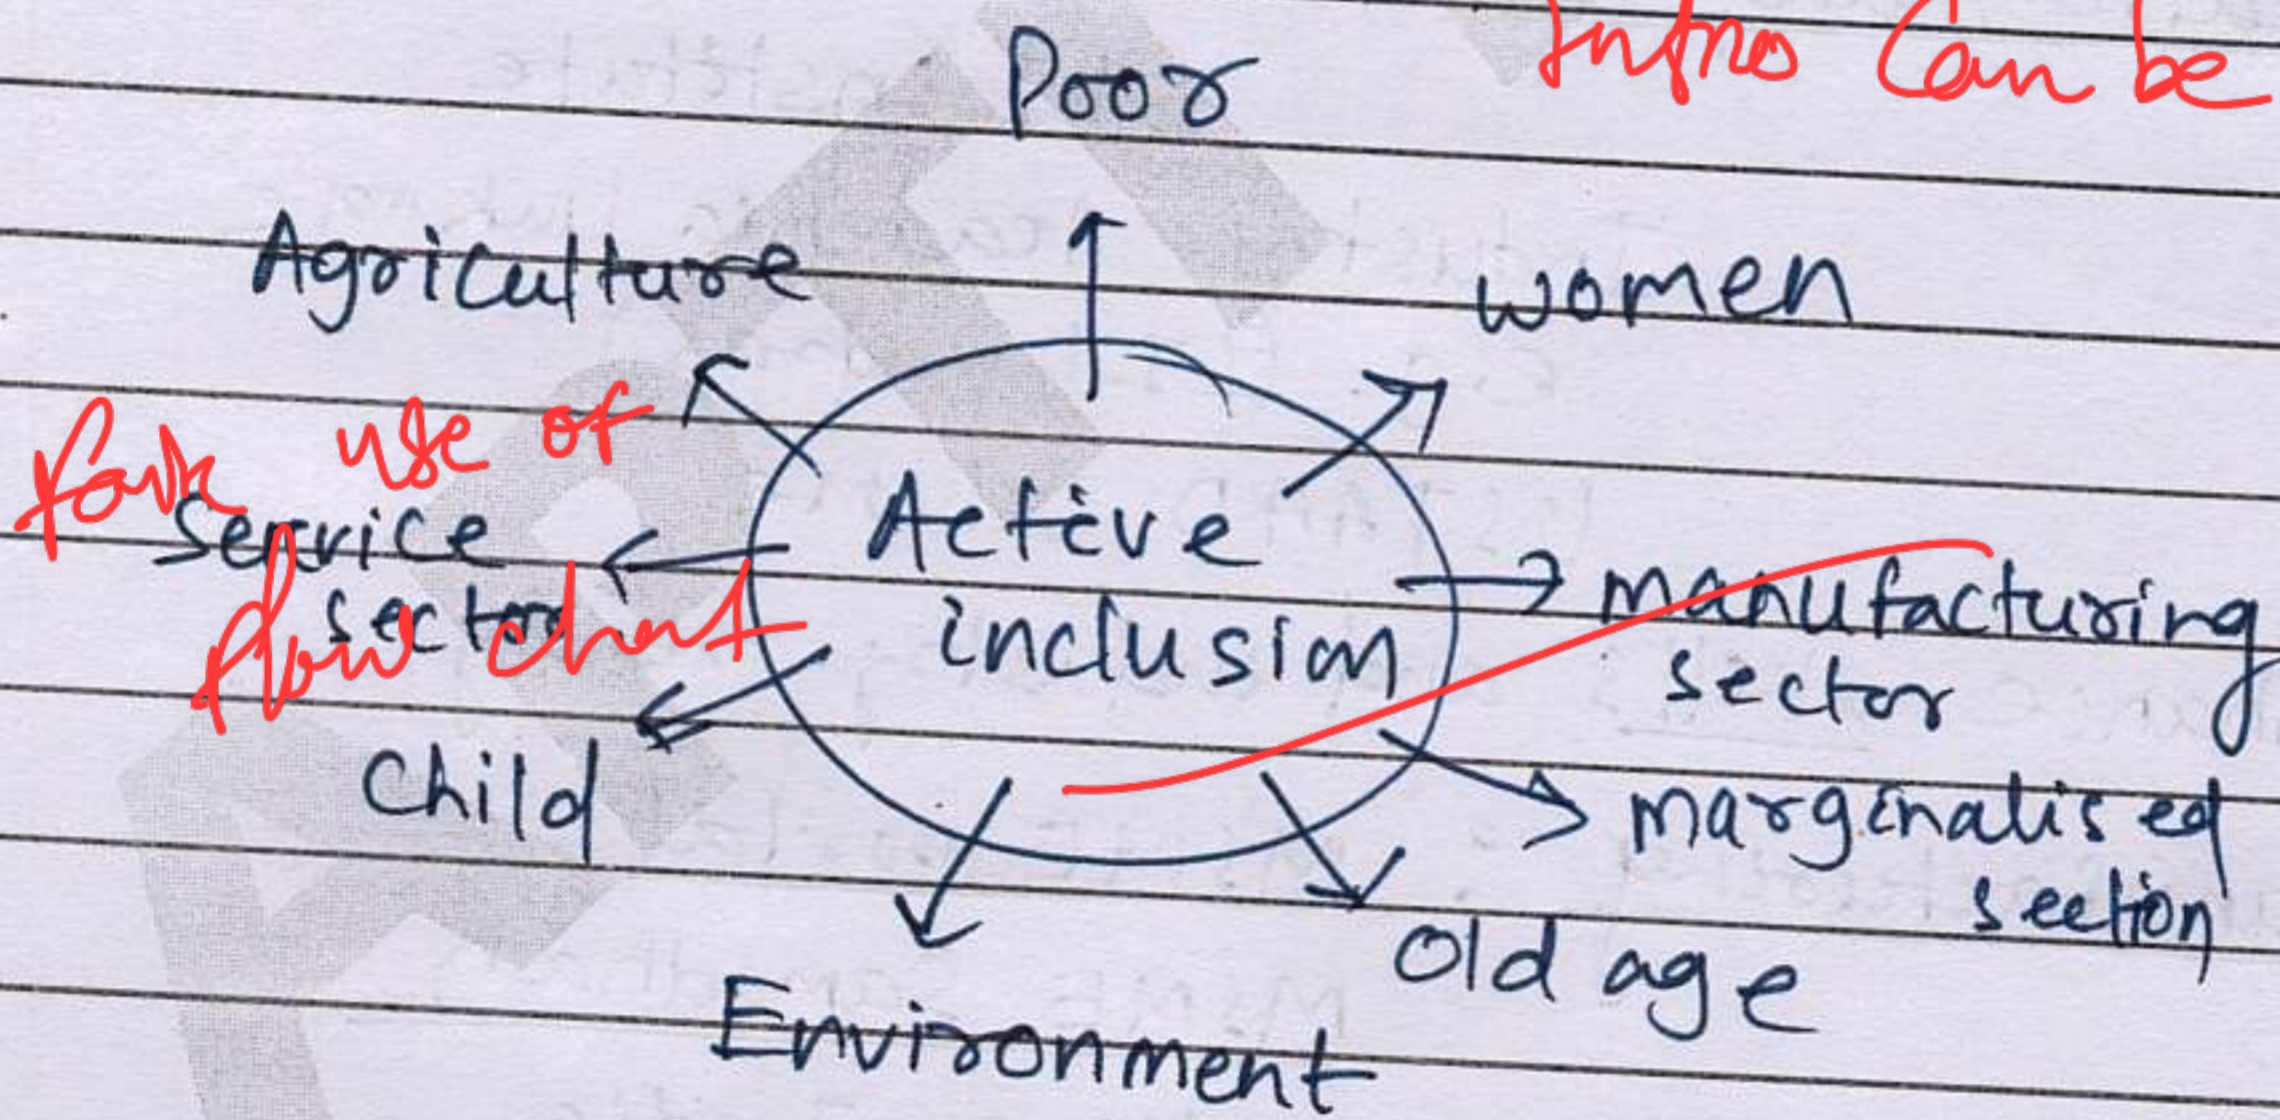 Intro Can be
Poor
Agriculture
women
use of
Service
sector
flow chart
Active
inclusion
manufacturing
sector
Child
marginalised
section
Old age
Environment